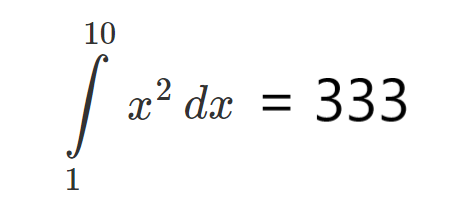 ∫₁¹⁰ x² dx = 333